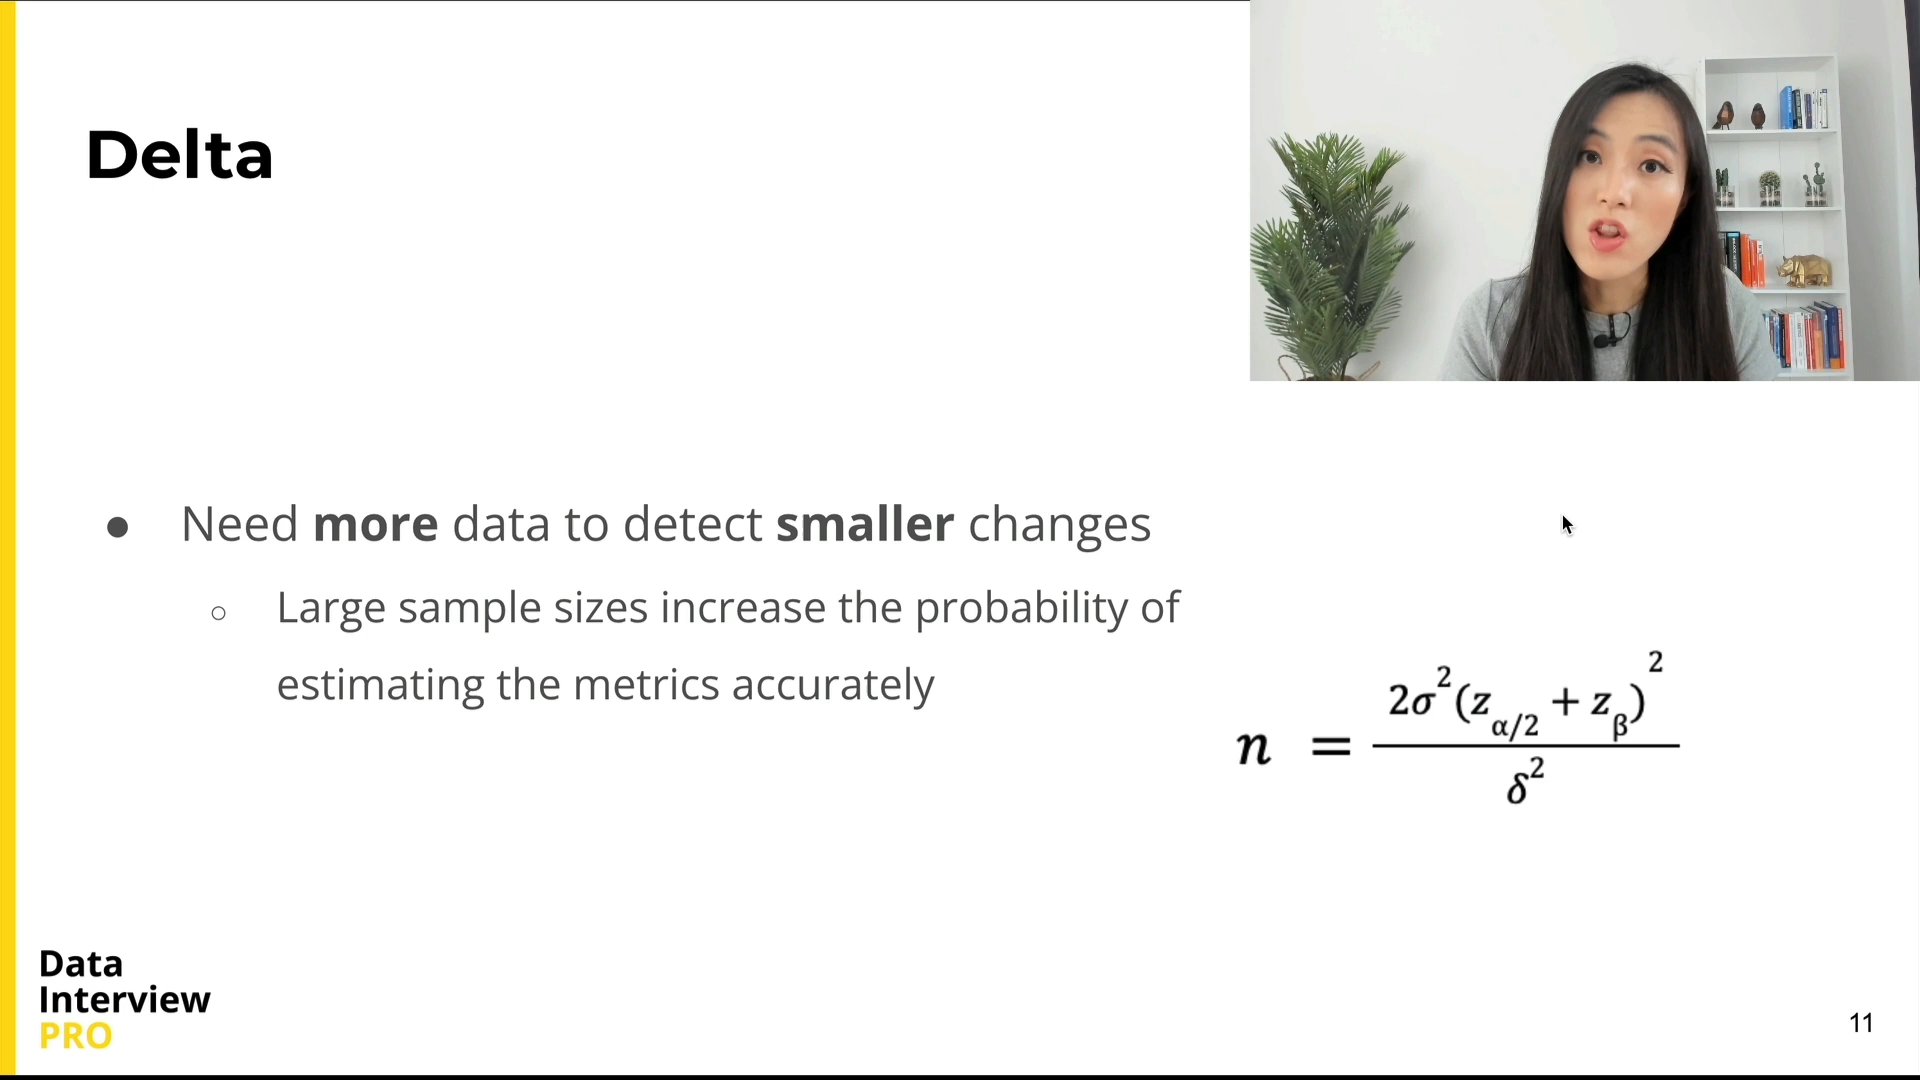 Delta
● Need more data to detect smaller changes
○ Large sample sizes increase the probability of
estimating the metrics accurately
n = 2σ²(z_α/2 + z_β)² / δ²
Data
Interview
PRO
11